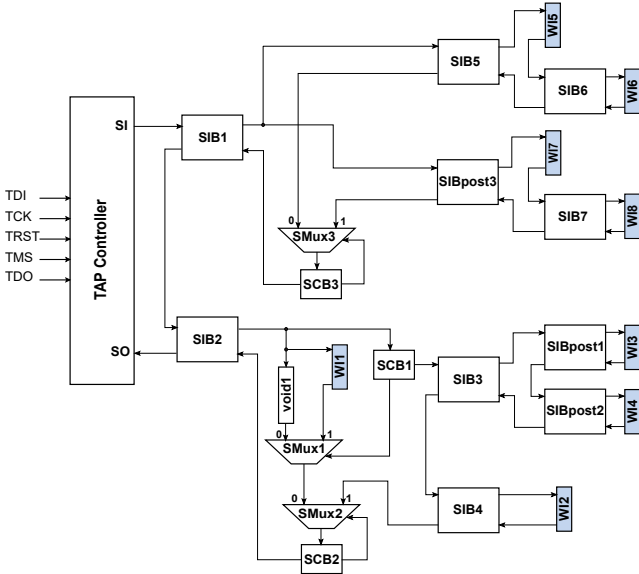 WI5
SIB5
WI6
SIB6
SI
SIB1
WI7
SIBpost3
TDI
TCK
TRST
TMS
TDO
TAP Controller
SIB7
WI8
0 1
SMux3
SCB3
SO
SIB2
SIBpost1
WI3
WI1
SCB1
SIB3
void1
SIBpost2
WI4
0 1
SMux1
0 1
SMux2
SIB4
WI2
SCB2